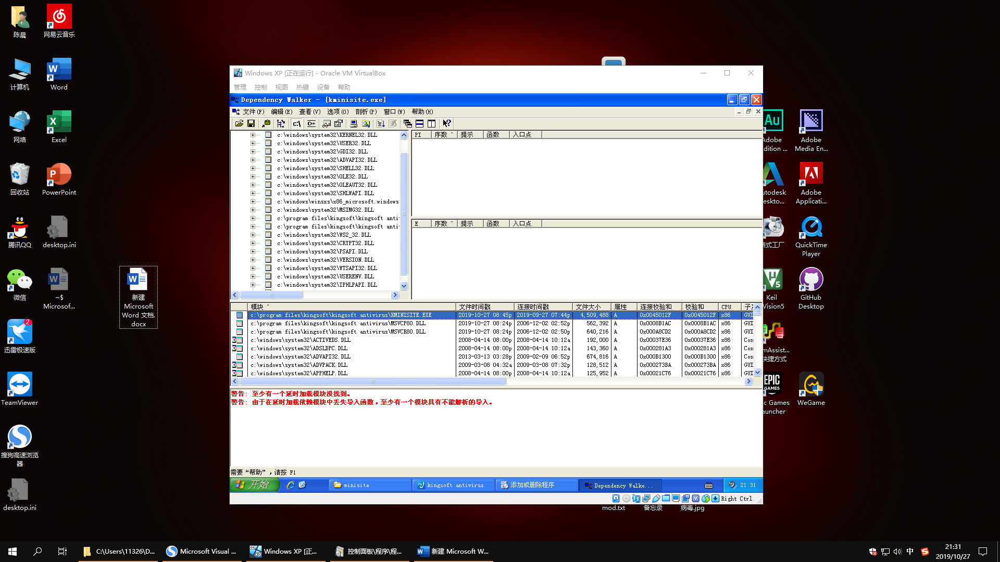 陈晨
网易云音乐
计算机
Word
网络
Excel
回收站
PowerPoint
腾讯QQ
desktop.ini
微信
~$
Microsof...
新建
Microsoft
Word 文档.
docx
迅雷极速版
2
TeamViewer
搜狗高速浏览
器
desktop.ini
Windows XP [正在运行] - Oracle VM VirtualBox
管理 控制 视图 热键 设备 帮助
Dependency Walker - [kminisite.exe]
文件(F) 编辑(E) 查看(V) 选项(O) 剖析(P) 窗口(W) 帮助(H)
c:\windows\system32\KERNEL32.DLL
c:\windows\system32\USER32.DLL
c:\windows\system32\GDI32.DLL
c:\windows\system32\ADVAPI32.DLL
c:\windows\system32\SHELL32.DLL
c:\windows\system32\OLE32.DLL
c:\windows\system32\OLEAUT32.DLL
c:\windows\system32\SHLWAPI.DLL
c:\windows\winsxs\x86_microsoft.windows
c:\windows\system32\MSIMG32.DLL
c:\program files\kingsoft\kingsoft anti
c:\program files\kingsoft\kingsoft anti
c:\windows\system32\WS2_32.DLL
c:\windows\system32\CRYPT32.DLL
c:\windows\system32\PSAPI.DLL
c:\windows\system32\VERSION.DLL
c:\windows\system32\WTSAPI32.DLL
c:\windows\system32\USERENV.DLL
c:\windows\system32\IPHLPAPI.DLL
PI 序数 ^ 提示 函数 入口点
E 序数 ^ 提示 函数 入口点
模块 ^ 文件时间戳 连接时间戳 文件大小 属性 连接校验和 校验和 CPU
c:\program files\kingsoft\kingsoft antivirus\KMINISITE.EXE 2019-10-27 08:45p 2019-09-27 07:44p 4,509,488 A 0x0045012F 0x0045012F x86 GUI
c:\program files\kingsoft\kingsoft antivirus\MSVCP80.DLL 2019-10-27 08:24p 2006-12-02 02:52p 562,392 A 0x0008B1AC 0x0008B1AC x86 GUI
c:\program files\kingsoft\kingsoft antivirus\MSVCR80.DLL 2019-10-27 08:24p 2006-12-02 02:50p 640,216 A 0x000A8CD2 0x000A8CD2 x86 GUI
c:\windows\system32\ACTIVEDS.DLL 2008-04-14 08:00p 2008-04-14 10:12a 192,000 A 0x00037E36 0x00037E36 x86 Con
c:\windows\system32\ADSLDPC.DLL 2008-04-14 08:00p 2008-04-14 10:12a 143,360 A 0x000281A3 0x000281A3 x86 Con
c:\windows\system32\ADVAPI32.DLL 2013-03-13 03:28p 2009-02-09 06:52p 674,816 A 0x000B1300 0x000B1300 x86 Con
c:\windows\system32\ADVPACK.DLL 2009-03-08 04:32a 2009-03-08 07:32p 128,512 A 0x000273BA 0x000273BA x86 GUI
c:\windows\system32\APPHELP.DLL 2008-04-14 08:00p 2008-04-14 10:12a 125,952 A 0x00021C76 0x00021C76 x86 GUI
警告: 至少有一个延时加载模块没找到。
警告: 由于在延时加载依赖模块中丢失导入函数，至少有一个模块具有不能解析的导入。
需要“帮助”，请按 F1
开始 minisite kingsoft antivirus 添加或删除程序 Dependency Walke... 21:31
Right Ctrl
mod.txt 备忘录 病毒.jpg
Au
Adobe
dition ...
Adobe
Media En...
utodesk
eskto...
Adobe
Applicati...
式工厂
QuickTime
Player
Keil
Vision5
GitHub
Desktop
mAssist...
快捷方式
EPIC
GAMES
c Games
auncher
WeGame
C:\Users\11326\D... Microsoft Visual ... Windows XP [正... 控制面板\程序\程... 新建 Microsoft W...
中
21:31
2019/10/27